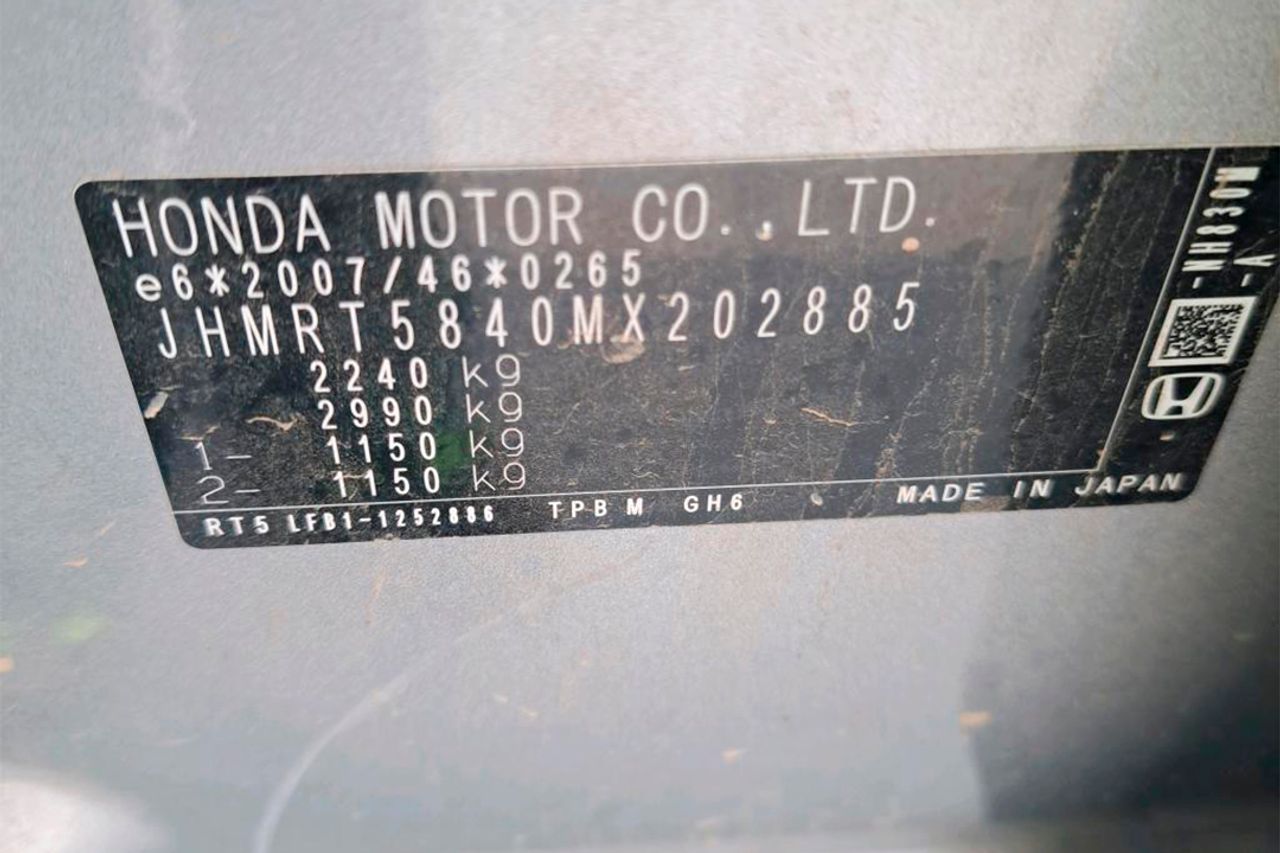 HONDA MOTOR CO.,LTD.
e6*2007/46*0265
JHMRT5840MX202885
2240 kg
2990 kg
1- 1150 kg
2- 1150 kg
RT5 LFB1-1252886 TPBM GH6 MADE IN JAPAN